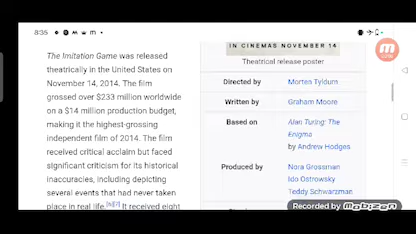 8:35
The Imitation Game was released
theatrically in the United States on
November 14, 2014. The film
grossed over $233 million worldwide
on a $14 million production budget,
making it the highest-grossing
independent film of 2014. The film
received critical acclaim but faced
significant criticism for its historical
inaccuracies, including depicting
several events that had never taken
place in real life.[6][7] It received eight
IN CINEMAS NOVEMBER 14
Theatrical release poster
Directed by Morten Tyldum
Written by Graham Moore
Based on Alan Turing: The
Enigma
by Andrew Hodges
Produced by Nora Grossman
Ido Ostrowsky
Teddy Schwarzman
Recorded by MOBIZEN